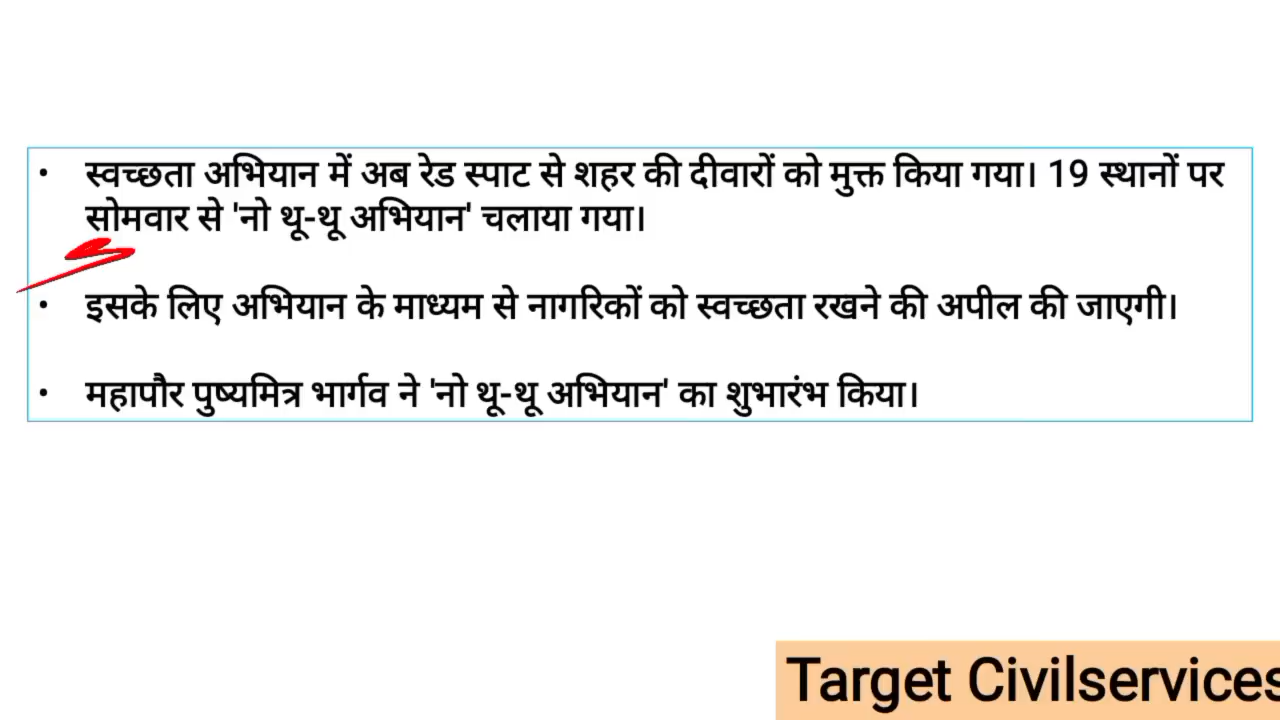 • स्वच्छता अभियान में अब रेड स्पाट से शहर की दीवारों को मुक्त किया गया। 19 स्थानों पर
सोमवार से 'नो थू-थू अभियान' चलाया गया।
• इसके लिए अभियान के माध्यम से नागरिकों को स्वच्छता रखने की अपील की जाएगी।
• महापौर पुष्यमित्र भार्गव ने 'नो थू-थू अभियान' का शुभारंभ किया।
Target Civilservices